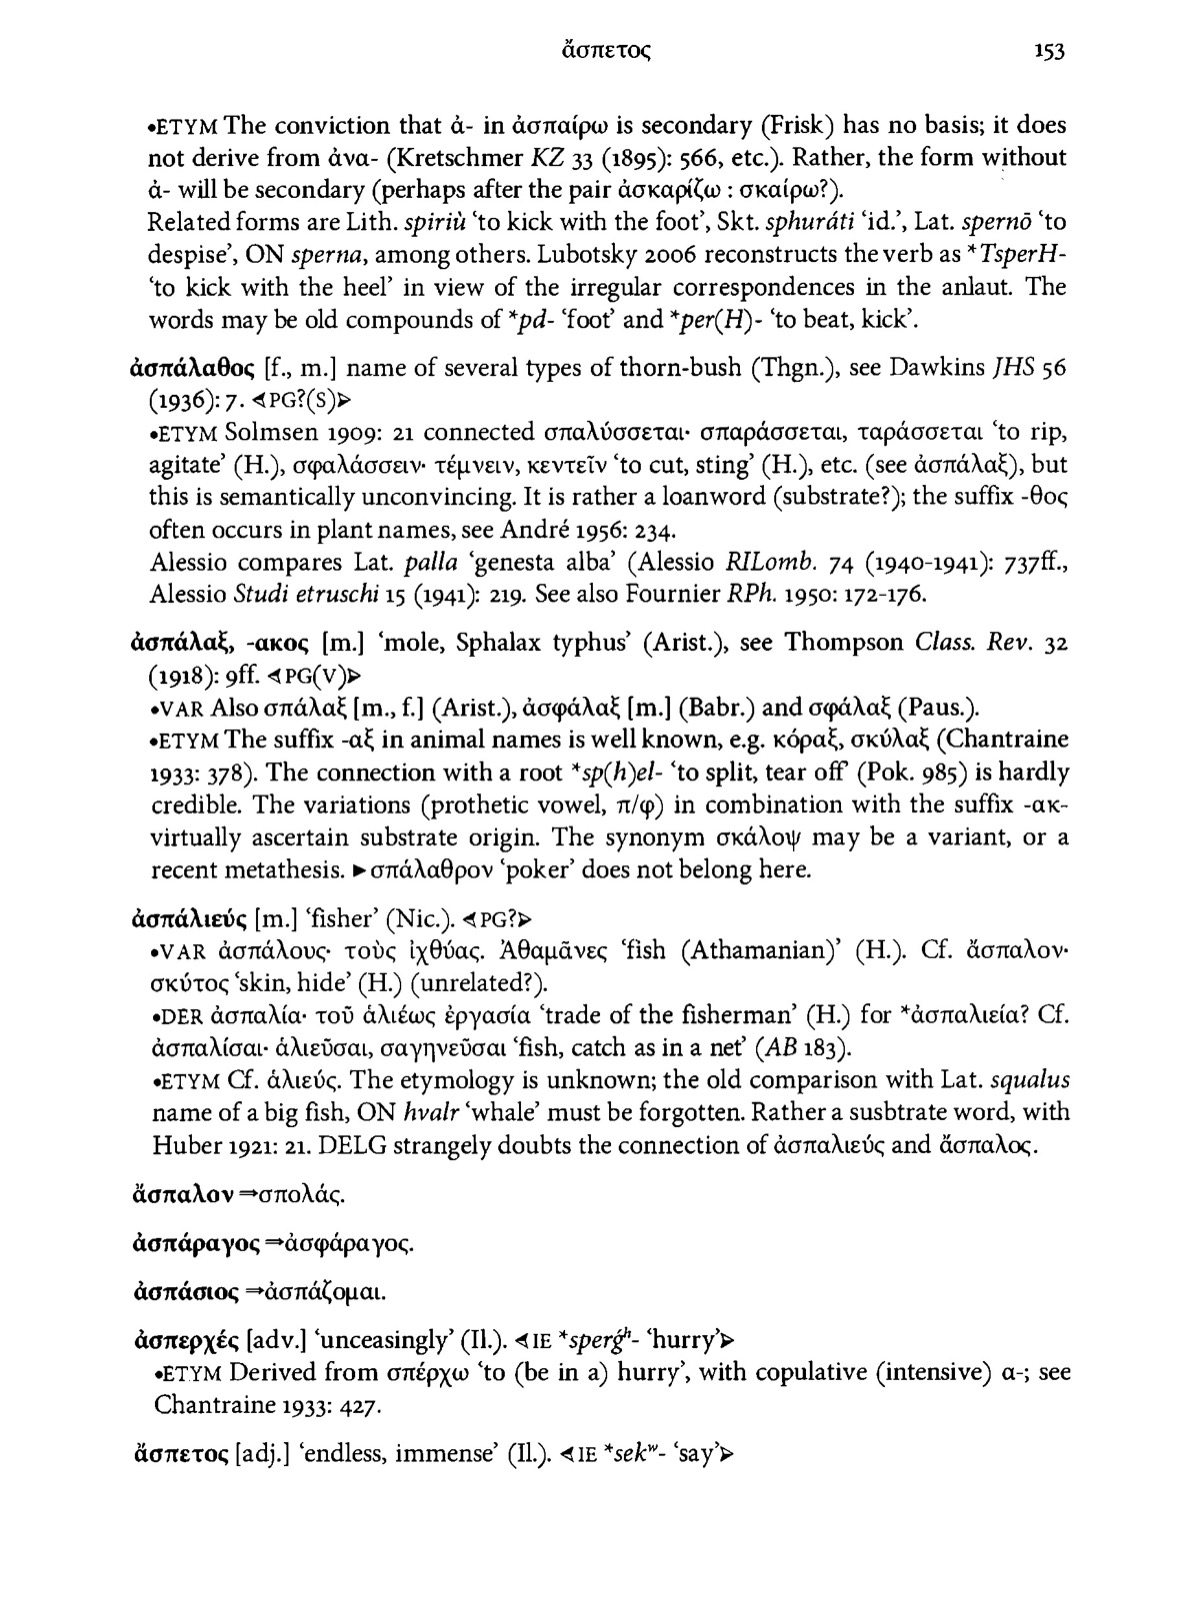 ἄσπετος 153
•ETYM The conviction that ἀ- in ἀσπαίρω is secondary (Frisk) has no basis; it does
not derive from ἀνα- (Kretschmer KZ 33 (1895): 566, etc.). Rather, the form without
ἀ- will be secondary (perhaps after the pair ἀσκαρίζω : σκαίρω?).
Related forms are Lith. spiriù ‘to kick with the foot’, Skt. sphuráti ‘id.’, Lat. spernō ‘to
despise’, ON sperna, among others. Lubotsky 2006 reconstructs the verb as *TsperH-
‘to kick with the heel’ in view of the irregular correspondences in the anlaut. The
words may be old compounds of *pd- ‘foot’ and *per(H)- ‘to beat, kick’.
ἀσπάλαθος [f., m.] name of several types of thorn-bush (Thgn.), see Dawkins JHS 56
(1936): 7. ⊲PG?(S)⊳
•ETYM Solmsen 1909: 21 connected σπαλύσσεται· σπαράσσεται, ταράσσεται ‘to rip,
agitate’ (H.), σφαλάσσειν· τέμνειν, κεντεῖν ‘to cut, sting’ (H.), etc. (see ἀσπάλαξ), but
this is semantically unconvincing. It is rather a loanword (substrate?); the suffix -θος
often occurs in plant names, see André 1956: 234.
Alessio compares Lat. palla ‘genesta alba’ (Alessio RILomb. 74 (1940-1941): 737ff.,
Alessio Studi etruschi 15 (1941): 219. See also Fournier RPh. 1950: 172-176.
ἀσπάλαξ, -ακος [m.] ‘mole, Sphalax typhus’ (Arist.), see Thompson Class. Rev. 32
(1918): 9ff. ⊲PG(V)⊳
•VAR Also σπάλαξ [m., f.] (Arist.), ἀσφάλαξ [m.] (Babr.) and σφάλαξ (Paus.).
•ETYM The suffix -αξ in animal names is well known, e.g. κόραξ, σκύλαξ (Chantraine
1933: 378). The connection with a root *sp(h)el- ‘to split, tear off’ (Pok. 985) is hardly
credible. The variations (prothetic vowel, π/φ) in combination with the suffix -ακ-
virtually ascertain substrate origin. The synonym σκάλοψ may be a variant, or a
recent metathesis. ►σπάλαθρον ‘poker’ does not belong here.
ἀσπάλιεύς [m.] ‘fisher’ (Nic.). ⊲PG?⊳
•VAR ἀσπάλους· τοὺς ἰχθύας. Ἀθαμᾶνες ‘fish (Athamanian)’ (H.). Cf. ἄσπαλον·
σκύτος ‘skin, hide’ (H.) (unrelated?).
•DER ἀσπαλία· τοῦ ἁλιέως ἐργασία ‘trade of the fisherman’ (H.) for *ἀσπαλιεία? Cf.
ἀσπαλίσαι· ἁλιεῦσαι, σαγηνεῦσαι ‘fish, catch as in a net’ (AB 183).
•ETYM Cf. ἁλιεύς. The etymology is unknown; the old comparison with Lat. squalus
name of a big fish, ON hvalr ‘whale’ must be forgotten. Rather a susbtrate word, with
Huber 1921: 21. DELG strangely doubts the connection of ἀσπαλιεύς and ἄσπαλος.
ἄσπαλον ⇒σπολάς.
ἀσπάραγος ⇒ἀσφάραγος.
ἀσπάσιος ⇒ἀσπάζομαι.
ἀσπερχές [adv.] ‘unceasingly’ (Il.). ⊲IE *sperǵʰ- ‘hurry’⊳
•ETYM Derived from σπέρχω ‘to (be in a) hurry’, with copulative (intensive) α-; see
Chantraine 1933: 427.
ἄσπετος [adj.] ‘endless, immense’ (Il.). ⊲IE *sekʷ- ‘say’⊳